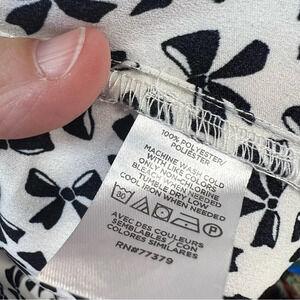 100% POLYESTER/
POLIESTER
MACHINE WASH COLD
WITH LIKE COLORS
ONLY NON-CHLORINE
BLEACH WHEN NEEDED
TUMBLE DRY LOW
COOL IRON WHEN NEEDED
AVEC DES COULEURS
SEMBLABLES / CON
COLORES SIMILARES
RN#77379